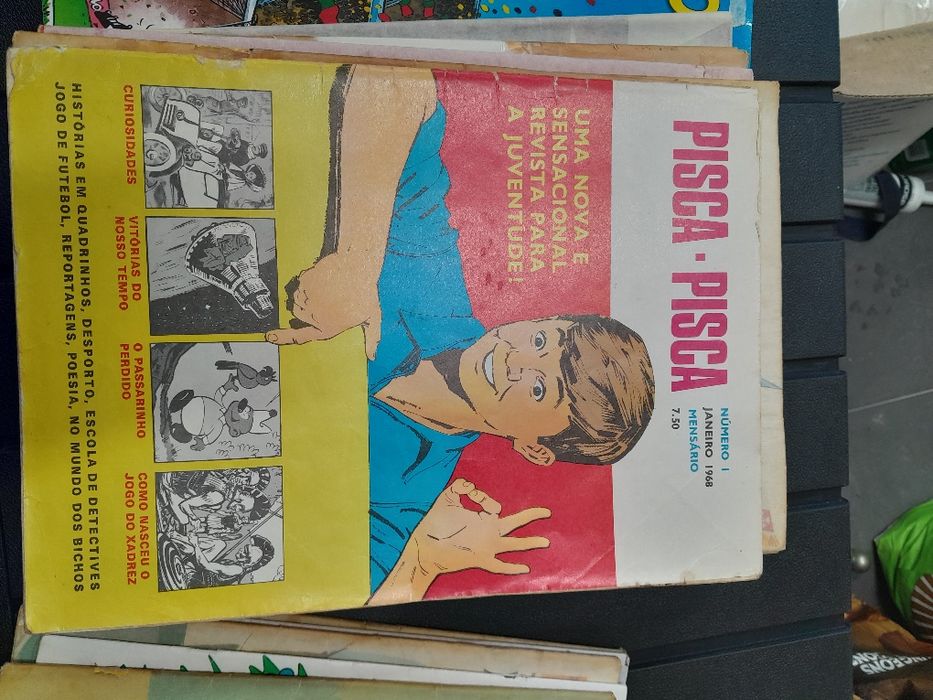 PISCA - PISCA
NÚMERO 1
JANEIRO 1968
MENSÁRIO
7.50
UMA NOVA E
SENSACIONAL
REVISTA PARA
A JUVENTUDE!
CURIOSIDADES
VITÓRIAS DO
NOSSO TEMPO
O PASSARINHO
PERDIDO
COMO NASCEU O
JOGO DO XADREZ
HISTÓRIAS EM QUADRINHOS, DESPORTO, ESCOLA DE DETECTIVES
JOGO DE FUTEBOL, REPORTAGENS, POESIA, NO MUNDO DOS BICHOS